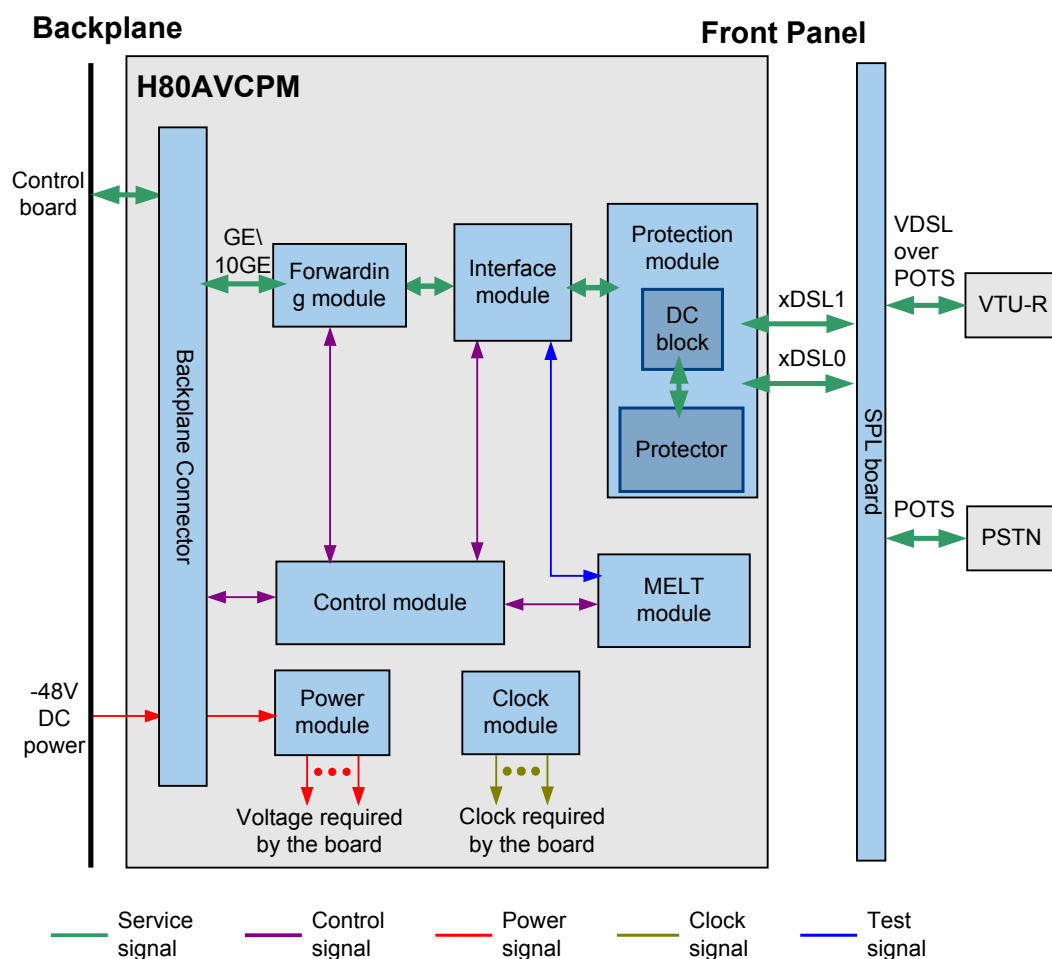 Backplane
Front Panel
H80AVCPM
Control
board
GE\
10GE
Forwardin
g module
Interface
module
Protection
module
DC
block
Protector
xDSL1
xDSL0
VDSL
over
POTS
VTU-R
Backplane Connector
SPL board
POTS
PSTN
Control module
MELT
module
-48V
DC
power
Power
module
Clock
module
Voltage required
by the board
Clock required
by the board
Service
signal
Control
signal
Power
signal
Clock
signal
Test
signal